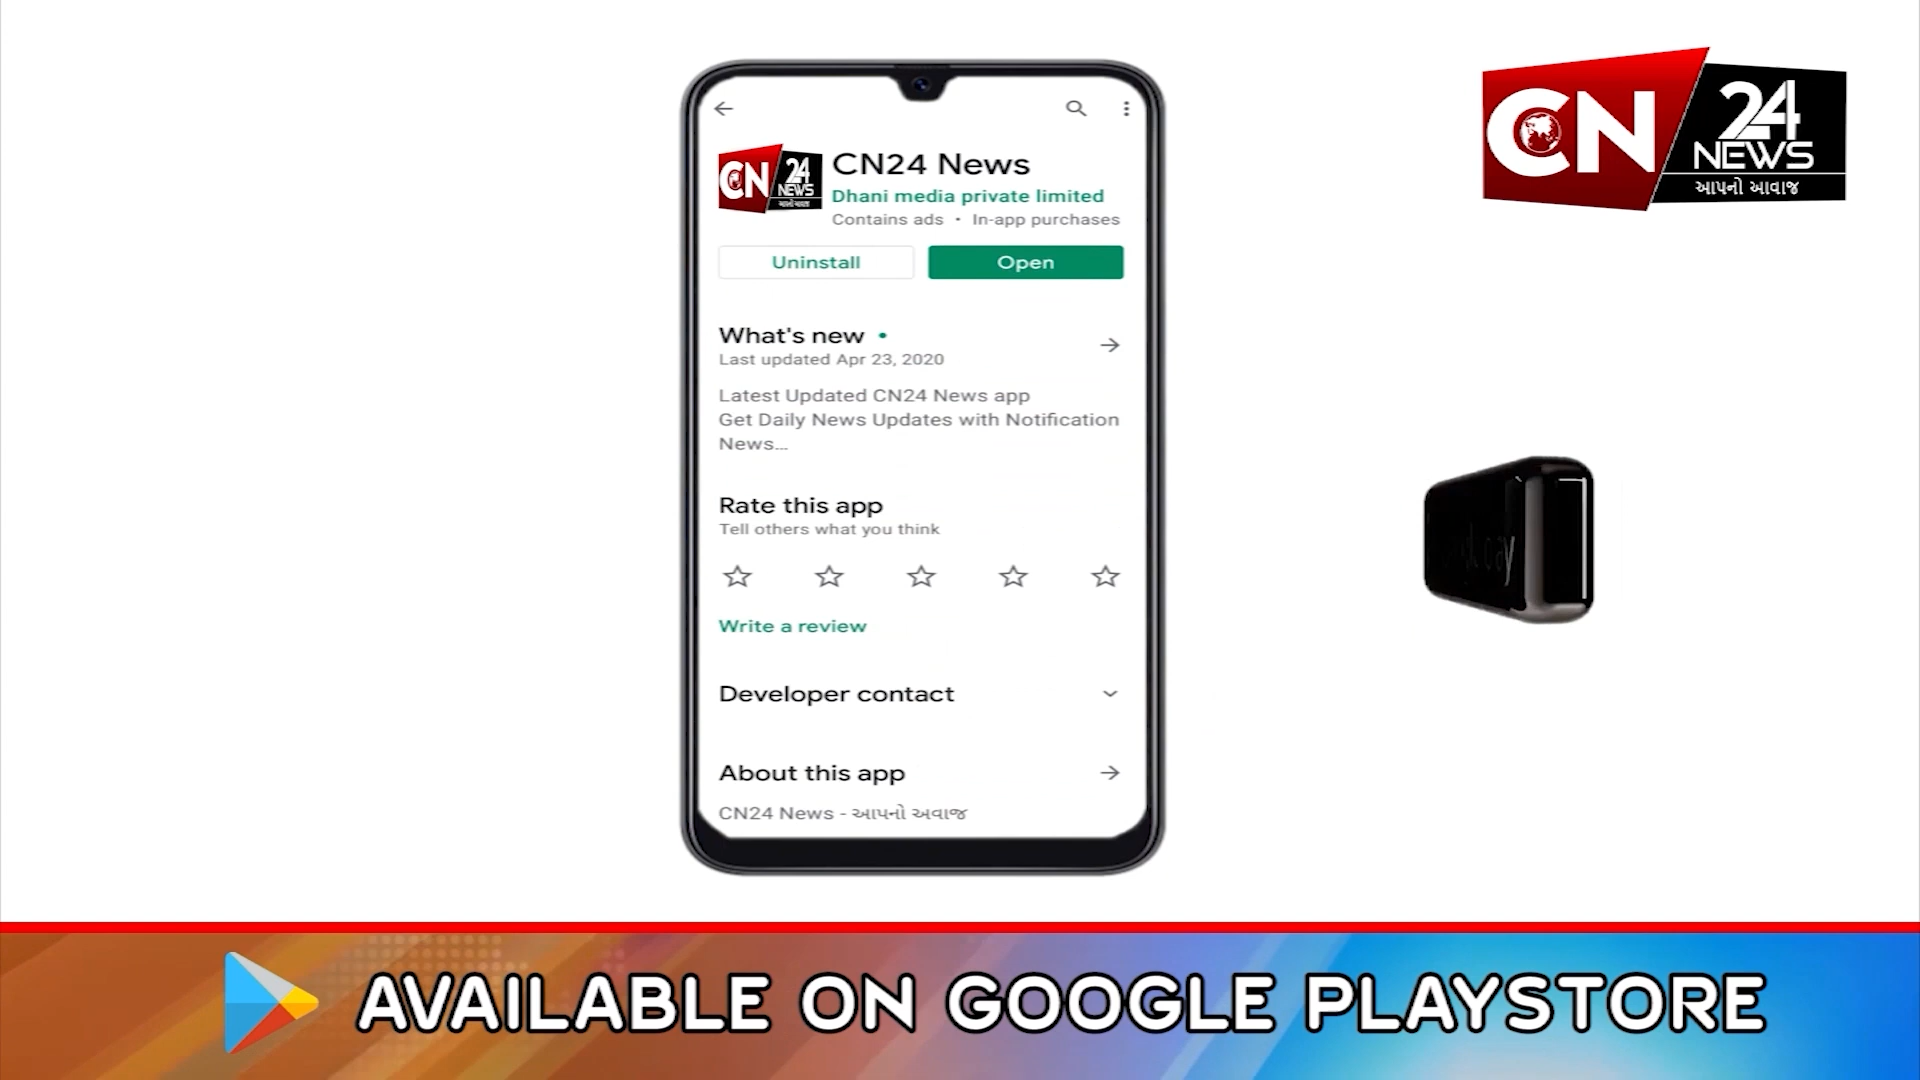 CN24 News
Dhani media private limited
Contains ads • In-app purchases
Uninstall
Open
What's new •
Last updated Apr 23, 2020
Latest Updated CN24 News app
Get Daily News Updates with Notification
News...
Rate this app
Tell others what you think
Write a review
Developer contact
About this app
CN24 News - આપનો અવાજ
CN 24 NEWS
CN
24
NEWS
આપનો અવાજ
AVAILABLE ON GOOGLE PLAYSTORE